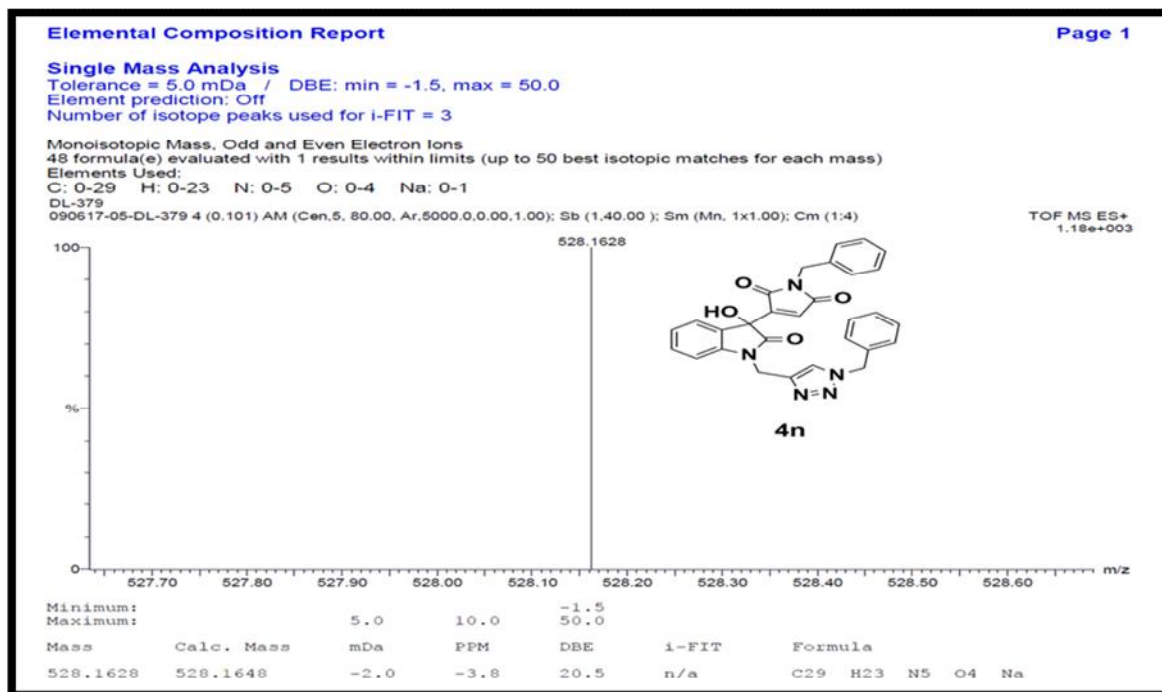 Elemental Composition Report Page 1
Single Mass Analysis
Tolerance = 5.0 mDa / DBE: min = -1.5, max = 50.0
Element prediction: Off
Number of isotope peaks used for i-FIT = 3
Monoisotopic Mass, Odd and Even Electron Ions
48 formula(e) evaluated with 1 results within limits (up to 50 best isotopic matches for each mass)
Elements Used:
C: 0-29 H: 0-23 N: 0-5 O: 0-4 Na: 0-1
DL-379
090617-05-DL-379 4 (0.101) AM (Cen,5, 80.00, Ar,5000.0,0.00,1.00); Sb (1,40.00 ); Sm (Mn, 1x1.00); Cm (1:4) TOF MS ES+
1.18e+003
100 528.1628
O N O
HO
O
N N
N=N
4n
%
0
527.70 527.80 527.90 528.00 528.10 528.20 528.30 528.40 528.50 528.60 m/z
Minimum: -1.5
Maximum: 5.0 10.0 50.0
Mass Calc. Mass mDa PPM DBE i-FIT Formula
528.1628 528.1648 -2.0 -3.8 20.5 n/a C29 H23 N5 O4 Na